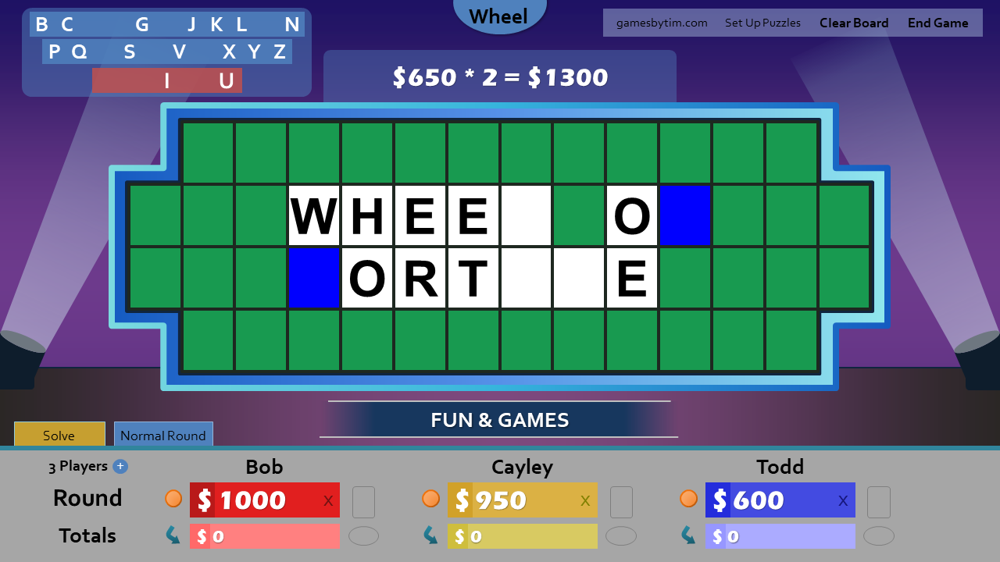 Wheel
B C G J K L N
P Q S V X Y Z
I U
gamesbytim.com Set Up Puzzles Clear Board End Game
$650 * 2 = $1300
WHEE O
ORT E
FUN & GAMES
Solve Normal Round
3 Players + Bob Cayley Todd
Round $ 1000 x $ 950 x $ 600 x
Totals $ 0 $ 0 $ 0